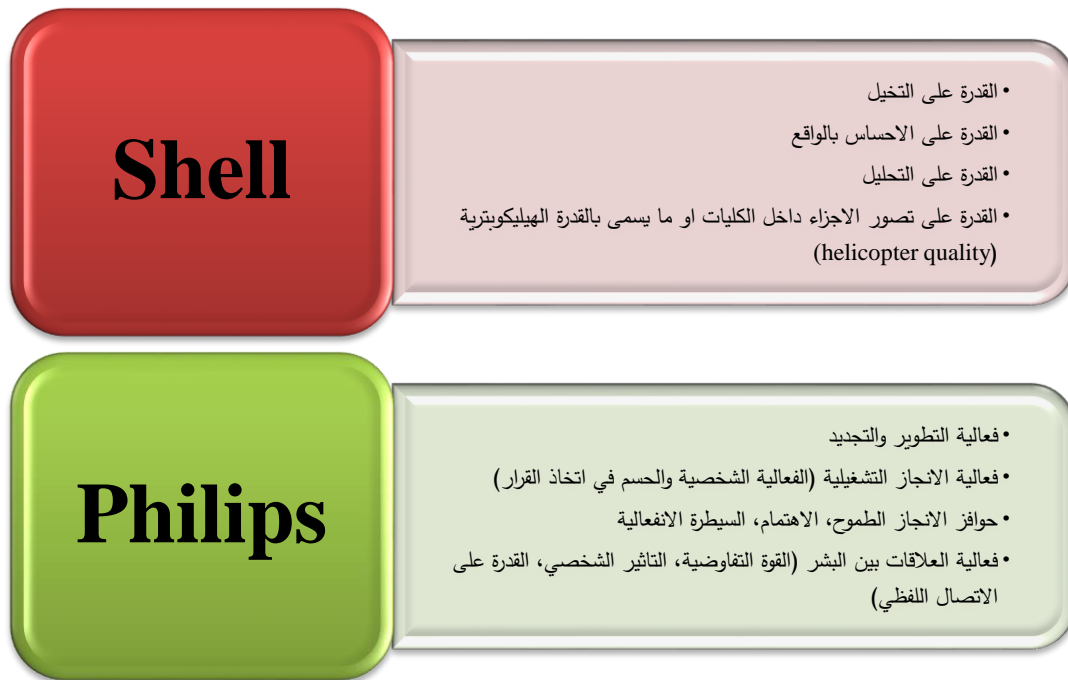 Shell
• القدرة على التخيل
• القدرة على الاحساس بالواقع
• القدرة على التحليل
• القدرة على تصور الاجزاء داخل الكليات او ما يسمى بالقدرة الهيليكوبترية
(helicopter quality)
Philips
• فعالية التطوير والتجديد
• فعالية الانجاز التشغيلية (الفعالية الشخصية والحسم في اتخاذ القرار)
• حوافز الانجاز الطموح، الاهتمام، السيطرة الانفعالية
• فعالية العلاقات بين البشر (القوة التفاوضية، التاثير الشخصي، القدرة على
الاتصال اللفظي)